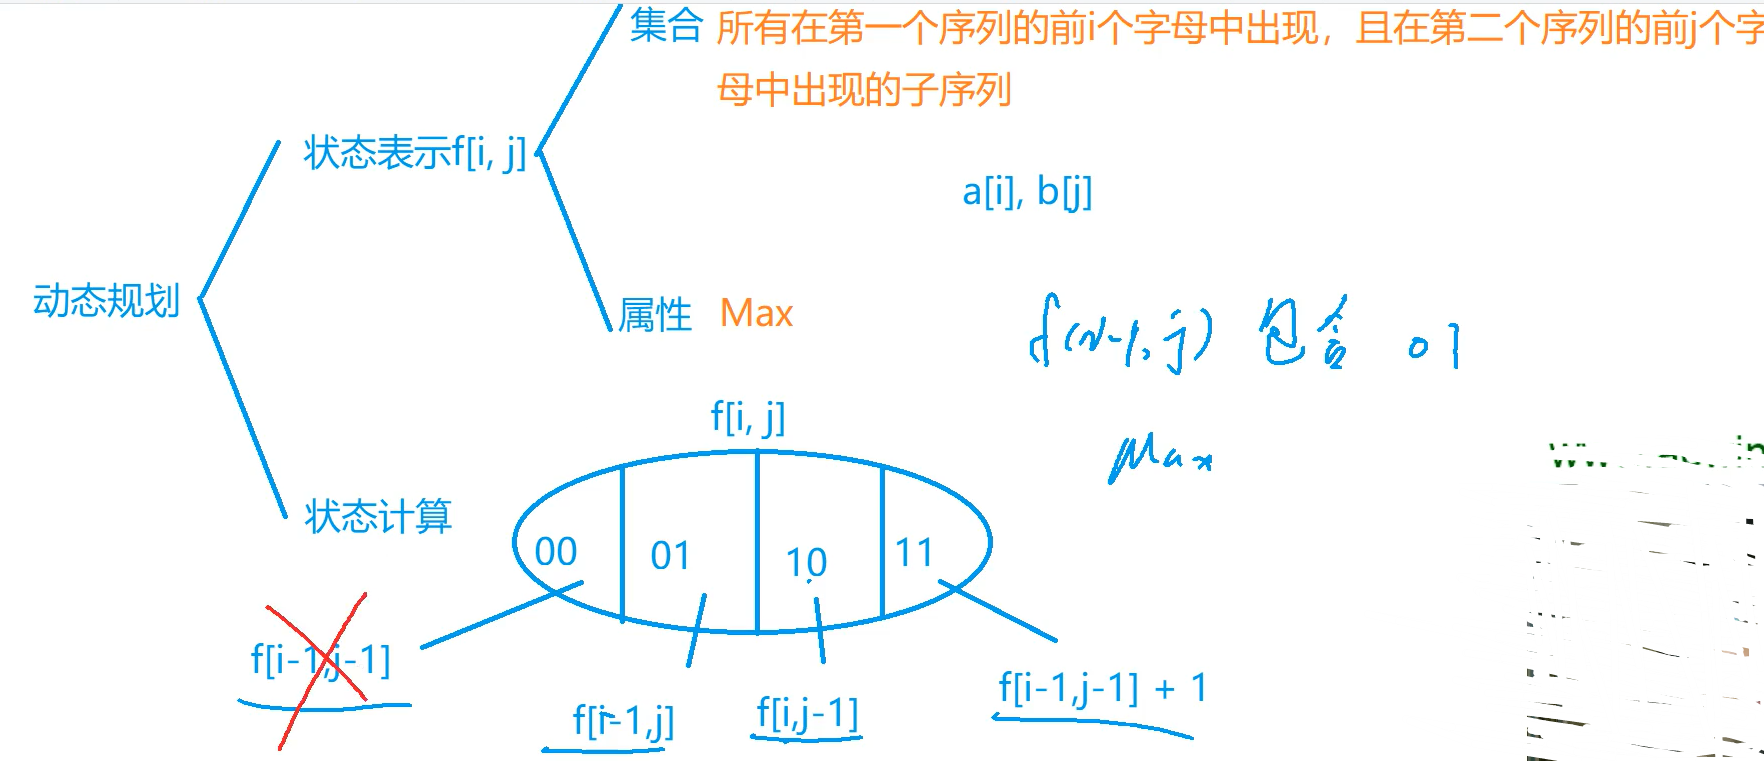 集合 所有在第一个序列的前i个字母中出现，且在第二个序列的前j个字
母中出现的子序列
状态表示f[i, j]
a[i], b[j]
动态规划
属性 Max
f(i-1, j) 包含 01
f[i, j]
Max
状态计算
00 01 10 11
f[i-1,j-1]
f[i-1,j]
f[i,j-1]
f[i-1,j-1] + 1